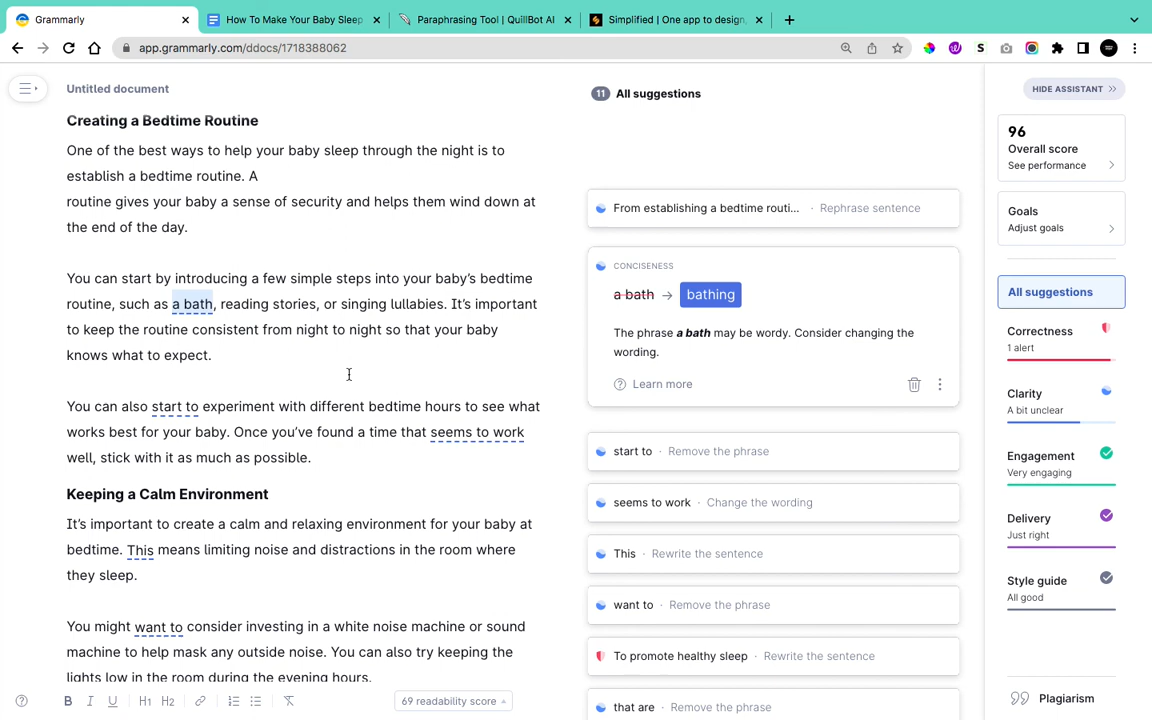 Grammarly
How To Make Your Baby Sleep
Paraphrasing Tool | QuillBot AI
Simplified | One app to design,
app.grammarly.com/ddocs/1718388062
Untitled document
Creating a Bedtime Routine
One of the best ways to help your baby sleep through the night is to
establish a bedtime routine. A
routine gives your baby a sense of security and helps them wind down at
the end of the day.
You can start by introducing a few simple steps into your baby’s bedtime
routine, such as a bath, reading stories, or singing lullabies. It’s important
to keep the routine consistent from night to night so that your baby
knows what to expect.
You can also start to experiment with different bedtime hours to see what
works best for your baby. Once you’ve found a time that seems to work
well, stick with it as much as possible.
Keeping a Calm Environment
It’s important to create a calm and relaxing environment for your baby at
bedtime. This means limiting noise and distractions in the room where
they sleep.
You might want to consider investing in a white noise machine or sound
machine to help mask any outside noise. You can also try keeping the
lights low in the room during the evening hours.
B I U H1 H2
69 readability score
11 All suggestions
From establishing a bedtime routi... · Rephrase sentence
CONCISENESS
a bath → bathing
The phrase a bath may be wordy. Consider changing the
wording.
Learn more
start to · Remove the phrase
seems to work · Change the wording
This · Rewrite the sentence
want to · Remove the phrase
To promote healthy sleep · Rewrite the sentence
that are · Remove the phrase
HIDE ASSISTANT
96
Overall score
See performance
Goals
Adjust goals
All suggestions
Correctness
1 alert
Clarity
A bit unclear
Engagement
Very engaging
Delivery
Just right
Style guide
All good
Plagiarism